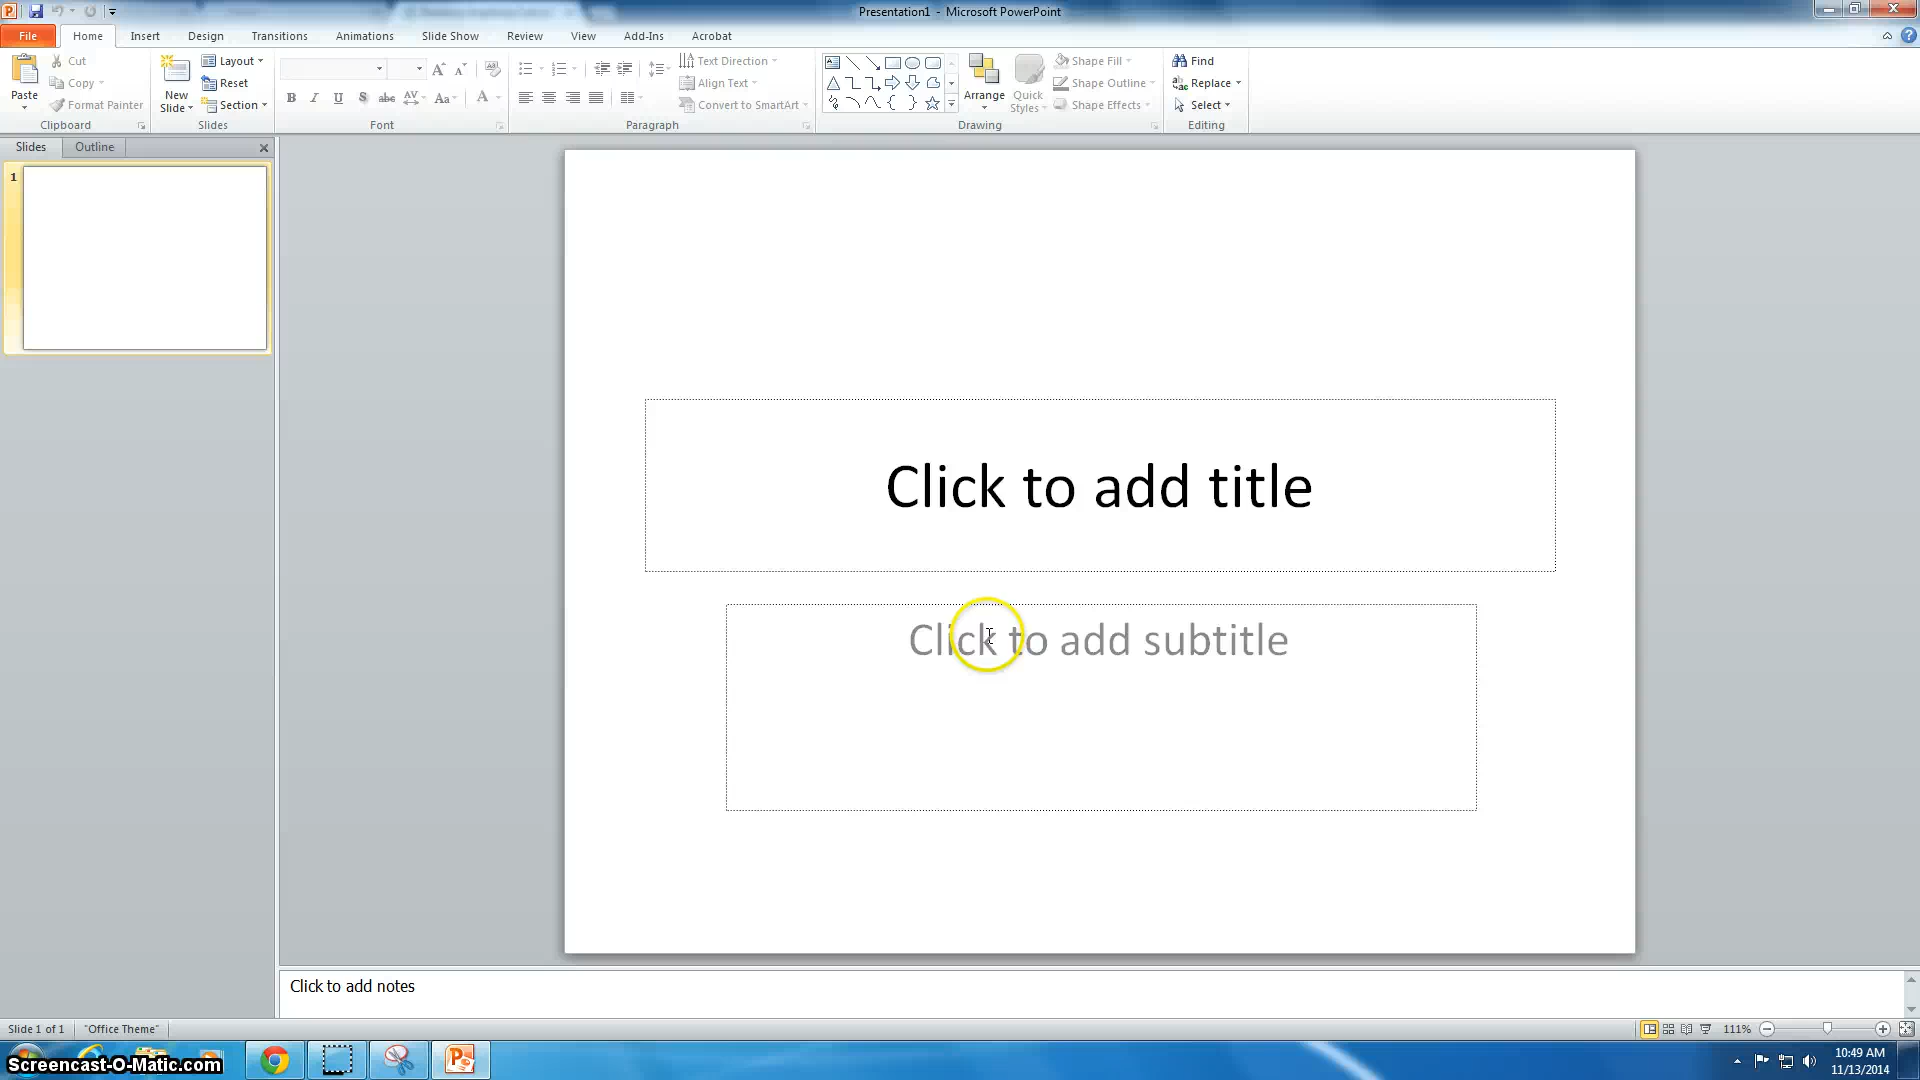 Presentation1 - Microsoft PowerPoint
File Home Insert Design Transitions Animations Slide Show Review View Add-Ins Acrobat
Paste
Cut
Copy
Format Painter
Clipboard
New Slide
Layout
Reset
Section
Slides
Font
Text Direction
Align Text
Convert to SmartArt
Paragraph
Arrange
Quick Styles
Shape Fill
Shape Outline
Shape Effects
Drawing
Find
Replace
Select
Editing
Slides Outline
1
Click to add title
Click to add subtitle
Click to add notes
Slide 1 of 1 "Office Theme" 111%
Screencast-O-Matic.com
10:49 AM
11/13/2014